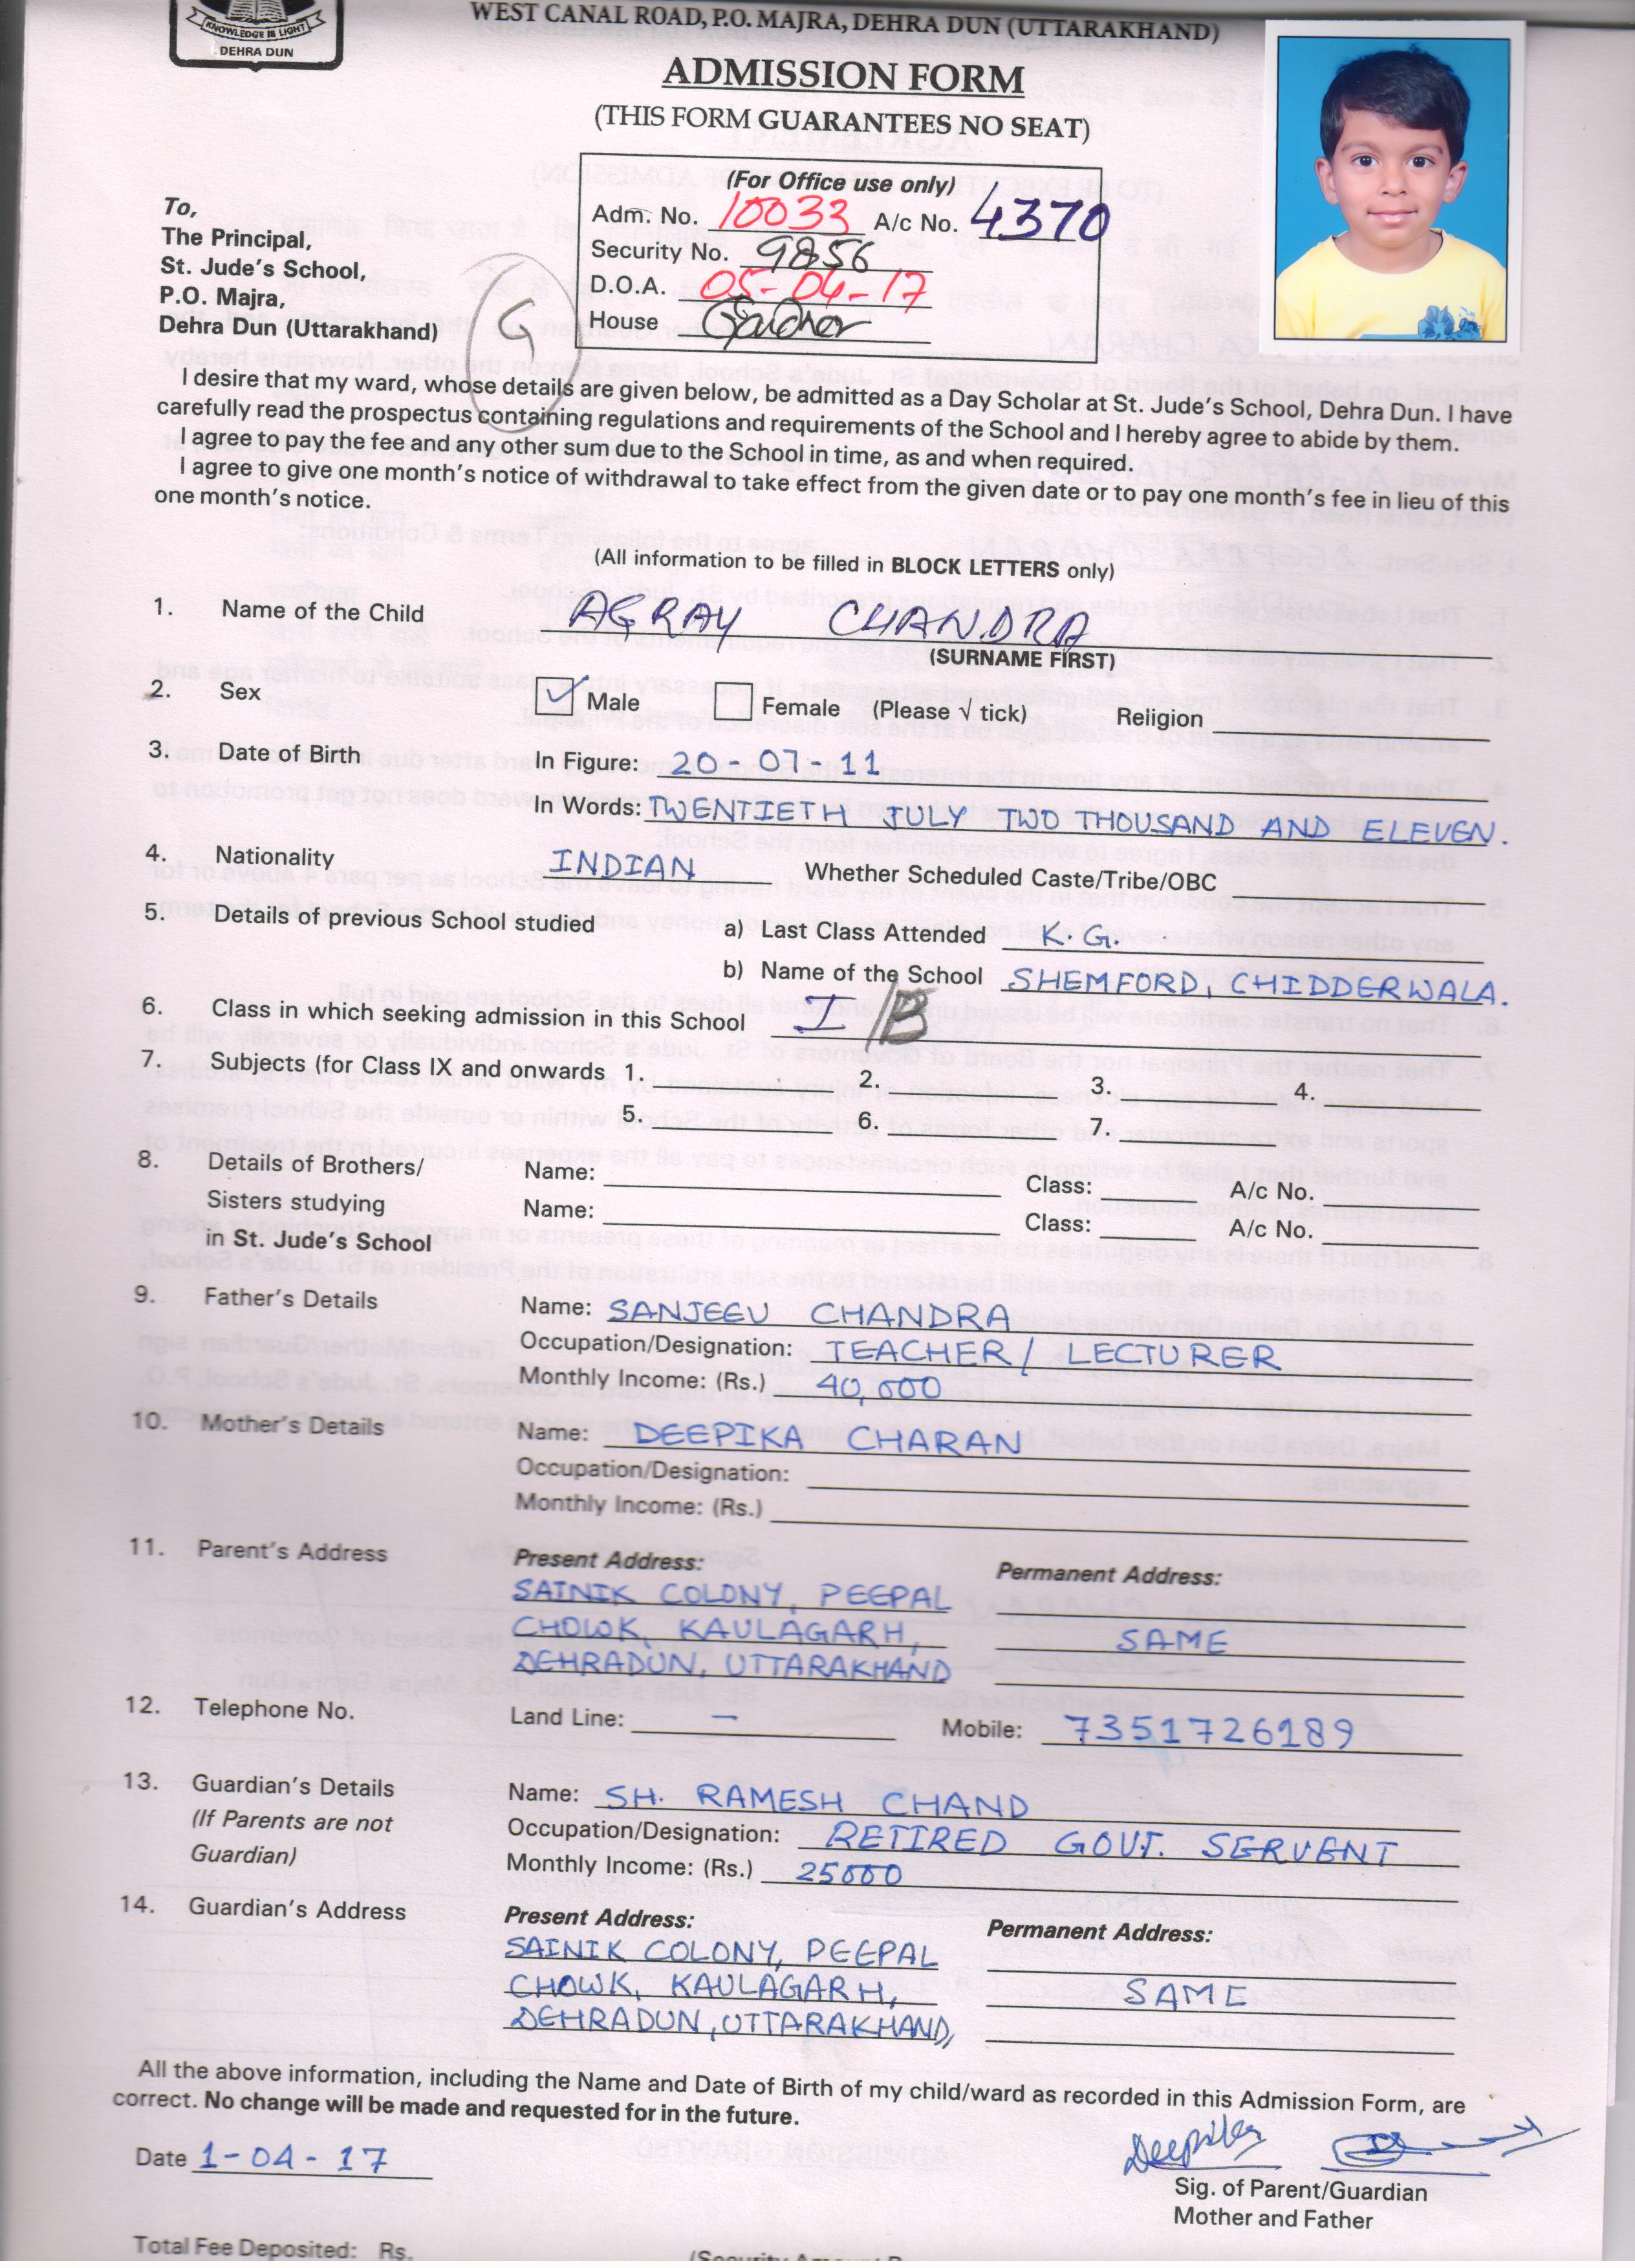 KNOWLEDGE IS LIGHT
DEHRA DUN
WEST CANAL ROAD, P.O. MAJRA, DEHRA DUN (UTTARAKHAND)
ADMISSION FORM
(THIS FORM GUARANTEES NO SEAT)
(For Office use only)
Adm. No. 10033 A/c No. 4370
Security No. 9856
D.O.A. 05-04-17
House
To,
The Principal,
St. Jude's School,
P.O. Majra,
Dehra Dun (Uttarakhand)
I desire that my ward, whose details are given below, be admitted as a Day Scholar at St. Jude's School, Dehra Dun. I have
carefully read the prospectus containing regulations and requirements of the School and I hereby agree to abide by them.
I agree to pay the fee and any other sum due to the School in time, as and when required.
I agree to give one month's notice of withdrawal to take effect from the given date or to pay one month's fee in lieu of this
one month's notice.
(All information to be filled in BLOCK LETTERS only)
1. Name of the Child AGRAY CHANDRA
(SURNAME FIRST)
2. Sex Male Female (Please √ tick) Religion
3. Date of Birth In Figure: 20-07-11
In Words: TWENTIETH JULY TWO THOUSAND AND ELEVEN.
4. Nationality INDIAN Whether Scheduled Caste/Tribe/OBC
5. Details of previous School studied a) Last Class Attended K.G.
b) Name of the School SHEMFORD, CHIDDERWALA.
6. Class in which seeking admission in this School I/B
7. Subjects (for Class IX and onwards 1. 2. 3. 4.
5. 6. 7.
8. Details of Brothers/ Name: Class: A/c No.
Sisters studying Name: Class: A/c No.
in St. Jude's School
9. Father's Details Name: SANJEEV CHANDRA
Occupation/Designation: TEACHER/ LECTURER
Monthly Income: (Rs.) 40,000
10. Mother's Details Name: DEEPIKA CHARAN
Occupation/Designation:
Monthly Income: (Rs.)
11. Parent's Address Present Address: Permanent Address:
SAINIK COLONY, PEEPAL
CHOWK, KAULAGARH, SAME
DEHRADUN, UTTARAKHAND
12. Telephone No. Land Line: — Mobile: 7351726189
13. Guardian's Details Name: SH. RAMESH CHAND
(If Parents are not Occupation/Designation: RETIRED GOVT. SERVENT
Guardian) Monthly Income: (Rs.) 25000
14. Guardian's Address Present Address: Permanent Address:
SAINIK COLONY, PEEPAL
CHOWK, KAULAGARH, SAME
DEHRADUN, UTTARAKHAND,
All the above information, including the Name and Date of Birth of my child/ward as recorded in this Admission Form, are
correct. No change will be made and requested for in the future.
Date 1-04-17
Sig. of Parent/Guardian
Mother and Father
Total Fee Deposited: Rs.